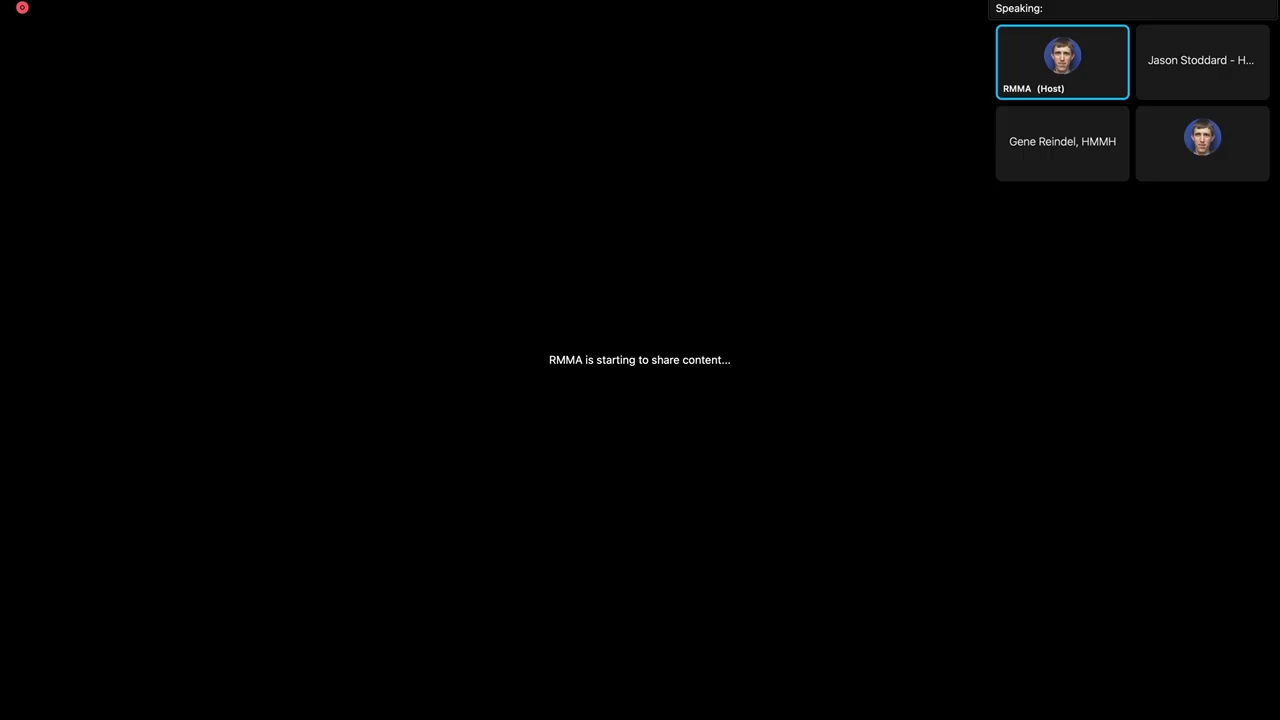 Speaking:
RMMA (Host)
Jason Stoddard - H...
Gene Reindel, HMMH
RMMA is starting to share content...